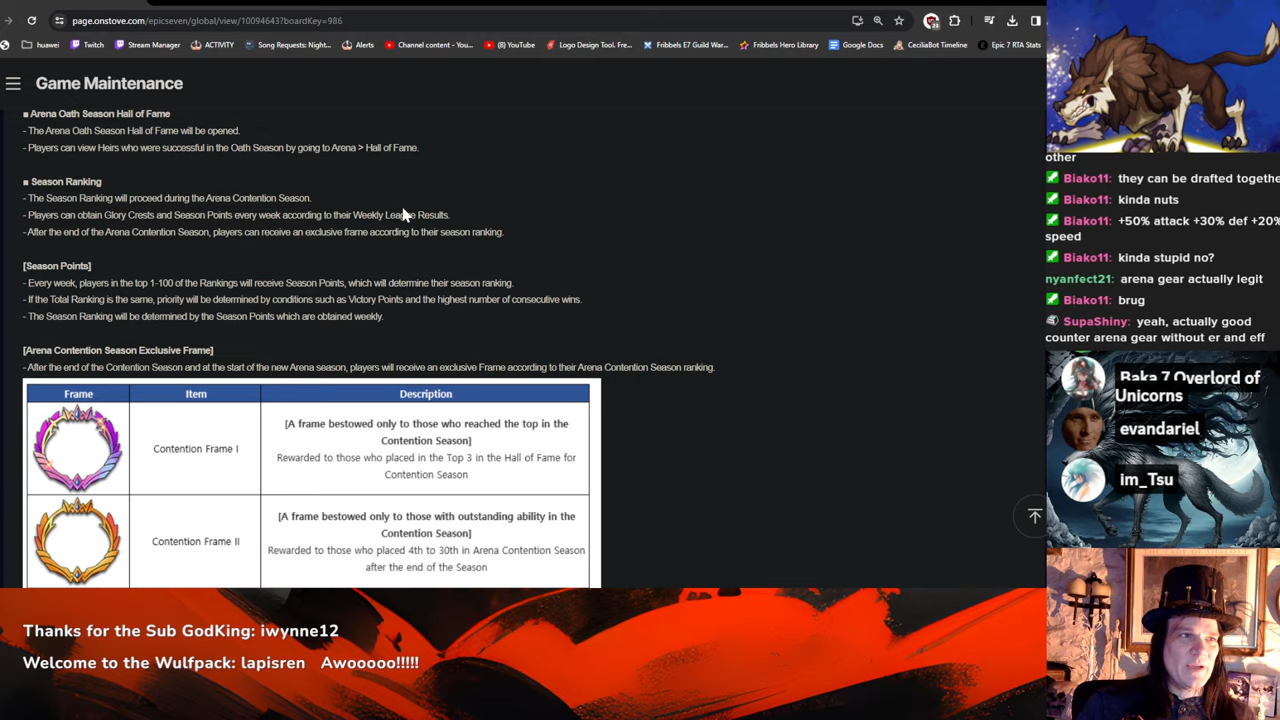 page.onstove.com/epicseven/global/view/10094643?boardKey=986
huawei
Twitch
Stream Manager
ACTIVITY
Song Requests: Night...
Alerts
Channel content - You...
(8) YouTube
Logo Design Tool. Fre...
Fribbels E7 Guild War...
Fribbels Hero Library
Google Docs
CeciliaBot Timeline
Epic 7 RTA Stats
Game Maintenance
■ Arena Oath Season Hall of Fame
- The Arena Oath Season Hall of Fame will be opened.
- Players can view Heirs who were successful in the Oath Season by going to Arena > Hall of Fame.
■ Season Ranking
- The Season Ranking will proceed during the Arena Contention Season.
- Players can obtain Glory Crests and Season Points every week according to their Weekly League Results.
- After the end of the Arena Contention Season, players can receive an exclusive frame according to their season ranking.
[Season Points]
- Every week, players in the top 1-100 of the Rankings will receive Season Points, which will determine their season ranking.
- If the Total Ranking is the same, priority will be determined by conditions such as Victory Points and the highest number of consecutive wins.
- The Season Ranking will be determined by the Season Points which are obtained weekly.
[Arena Contention Season Exclusive Frame]
- After the end of the Contention Season and at the start of the new Arena season, players will receive an exclusive Frame according to their Arena Contention Season ranking.
Frame
Item
Description
Contention Frame I
[A frame bestowed only to those who reached the top in the
Contention Season]
Rewarded to those who placed in the Top 3 in the Hall of Fame for
Contention Season
Contention Frame II
[A frame bestowed only to those with outstanding ability in the
Contention Season]
Rewarded to those who placed 4th to 30th in Arena Contention Season
after the end of the Season
other
Biako11: they can be drafted togethe
Biako11: kinda nuts
Biako11: +50% attack +30% def +20%
speed
Biako11: kinda stupid no?
nyanfect21: arena gear actually legit
Biako11: brug
SupaShiny: yeah, actually good
counter arena gear without er and eff
Baka 7 Overlord of
Unicorns
evandariel
im_Tsu
Thanks for the Sub GodKing: iwynne12
Welcome to the Wulfpack: lapisren Awooooo!!!!!